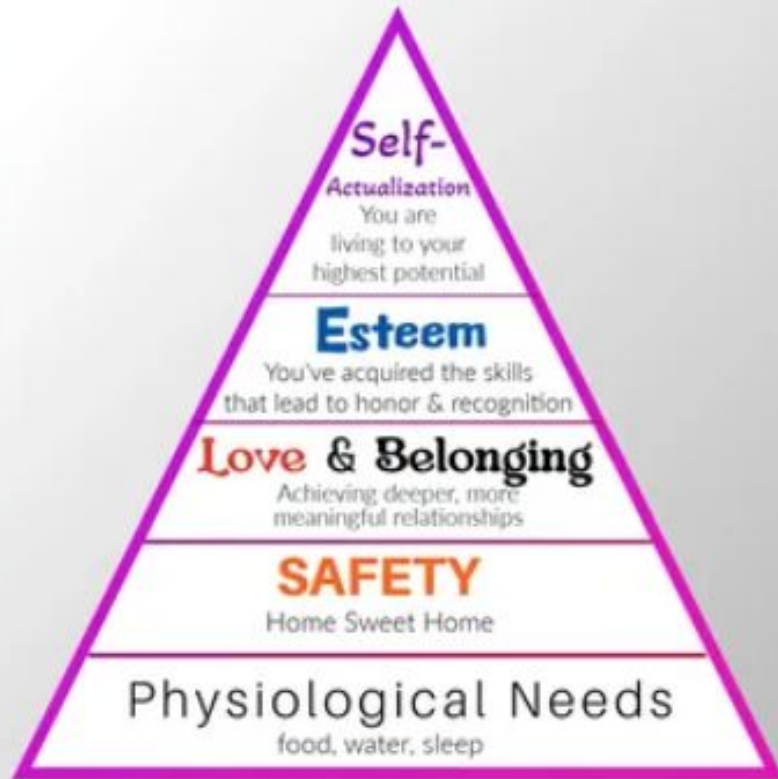 Self-
Actualization
You are
living to your
highest potential
Esteem
You've acquired the skills
that lead to honor & recognition
Love & Belonging
Achieving deeper, more
meaningful relationships
SAFETY
Home Sweet Home
Physiological Needs
food, water, sleep